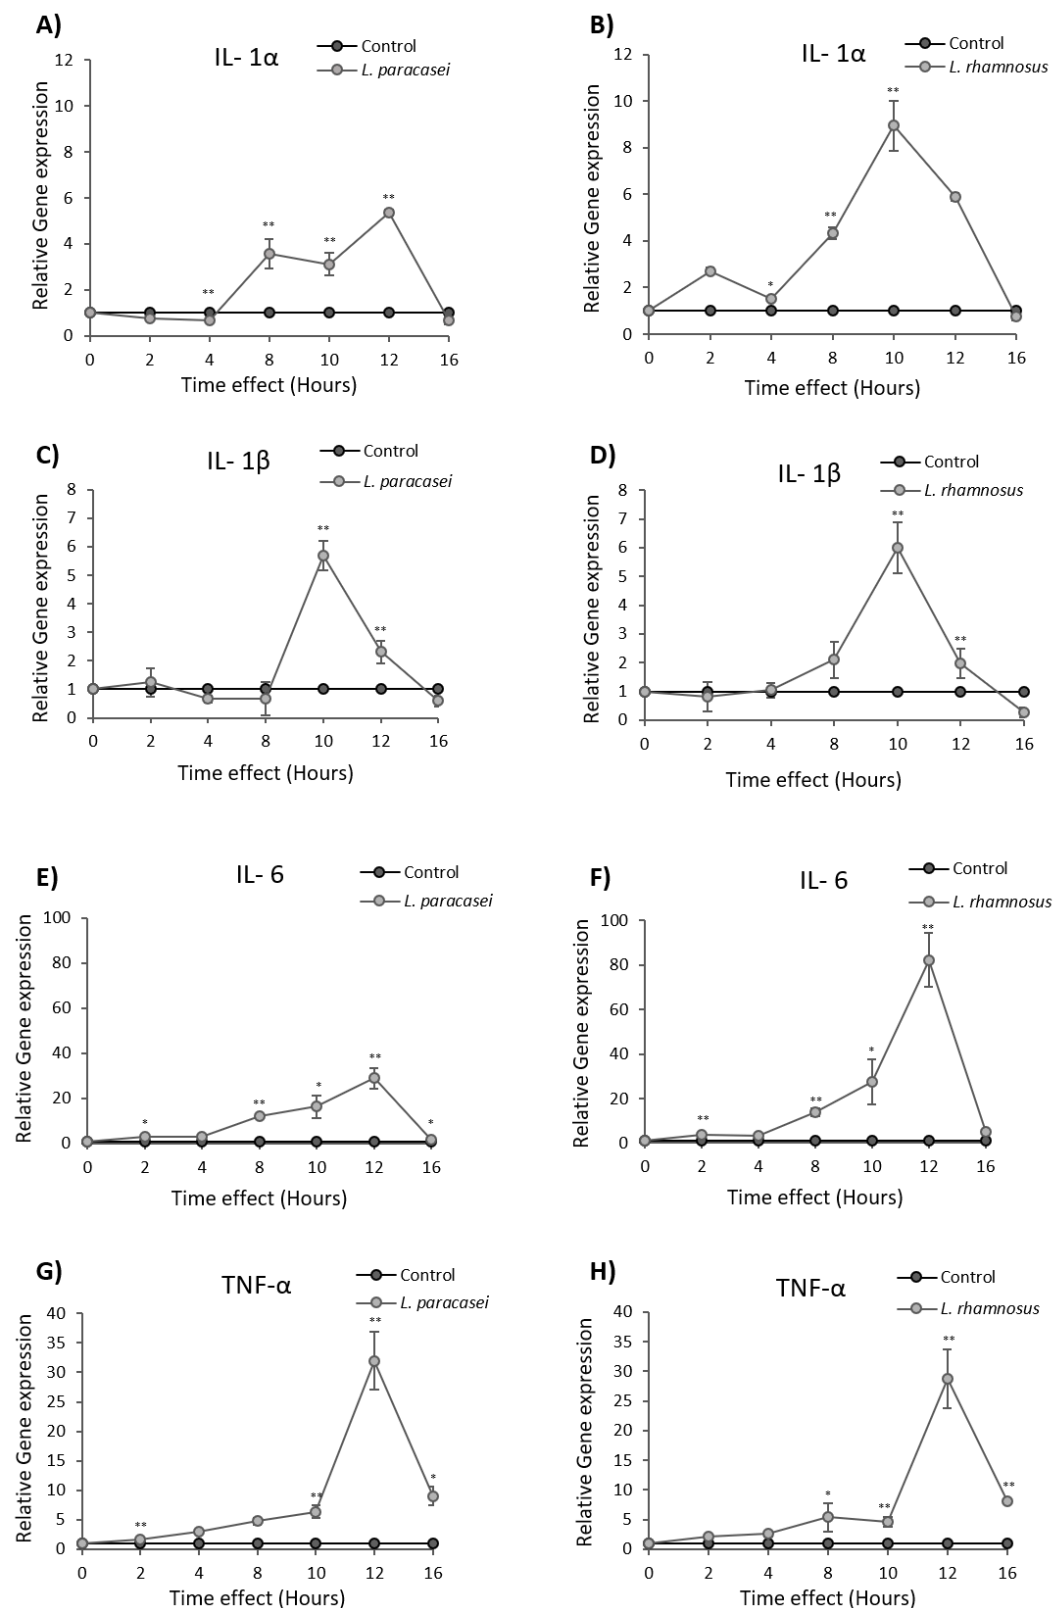 A)
IL- 1α
Control
L. paracasei
Relative Gene expression
12
10
8
6
4
2
0
** ** ** **
0 2 4 8 10 12 16
Time effect (Hours)
B)
IL- 1α
Control
L. rhamnosus
Relative Gene expression
12
10
8
6
4
2
0
* ** **
0 2 4 8 10 12 16
Time effect (Hours)
C)
IL- 1β
Control
L. paracasei
Relative Gene expression
8
7
6
5
4
3
2
1
0
** **
0 2 4 8 10 12 16
Time effect (Hours)
D)
IL- 1β
Control
L. rhamnosus
Relative Gene expression
8
7
6
5
4
3
2
1
0
** **
0 2 4 8 10 12 16
Time effect (Hours)
E)
IL- 6
Control
L. paracasei
Relative Gene expression
100
80
60
40
20
0
* ** * ** *
0 2 4 8 10 12 16
Time effect (Hours)
F)
IL- 6
Control
L. rhamnosus
Relative Gene expression
100
80
60
40
20
0
** ** * **
0 2 4 8 10 12 16
Time effect (Hours)
G)
TNF-α
Control
L. paracasei
Relative Gene expression
40
35
30
25
20
15
10
5
0
** ** ** *
0 2 4 8 10 12 16
Time effect (Hours)
H)
TNF-α
Control
L. rhamnosus
Relative Gene expression
40
35
30
25
20
15
10
5
0
* ** ** **
0 2 4 8 10 12 16
Time effect (Hours)